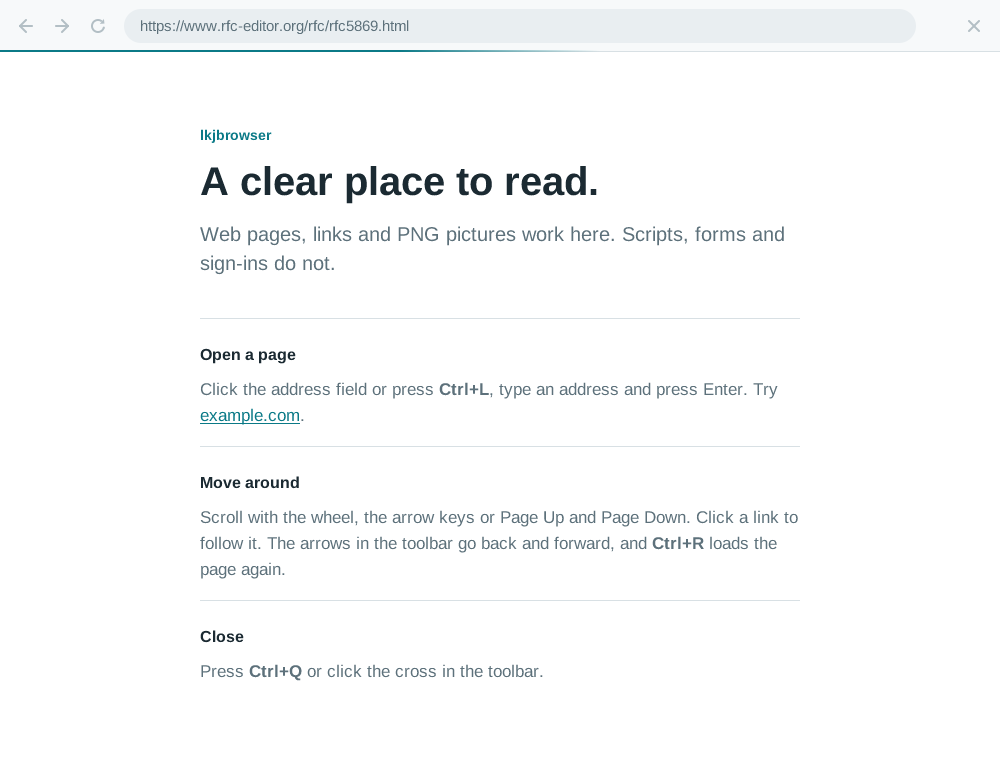 https://www.rfc-editor.org/rfc/rfc5869.html
lkjbrowser
A clear place to read.
Web pages, links and PNG pictures work here. Scripts, forms and
sign-ins do not.
Open a page
Click the address field or press Ctrl+L, type an address and press Enter. Try
example.com.
Move around
Scroll with the wheel, the arrow keys or Page Up and Page Down. Click a link to
follow it. The arrows in the toolbar go back and forward, and Ctrl+R loads the
page again.
Close
Press Ctrl+Q or click the cross in the toolbar.